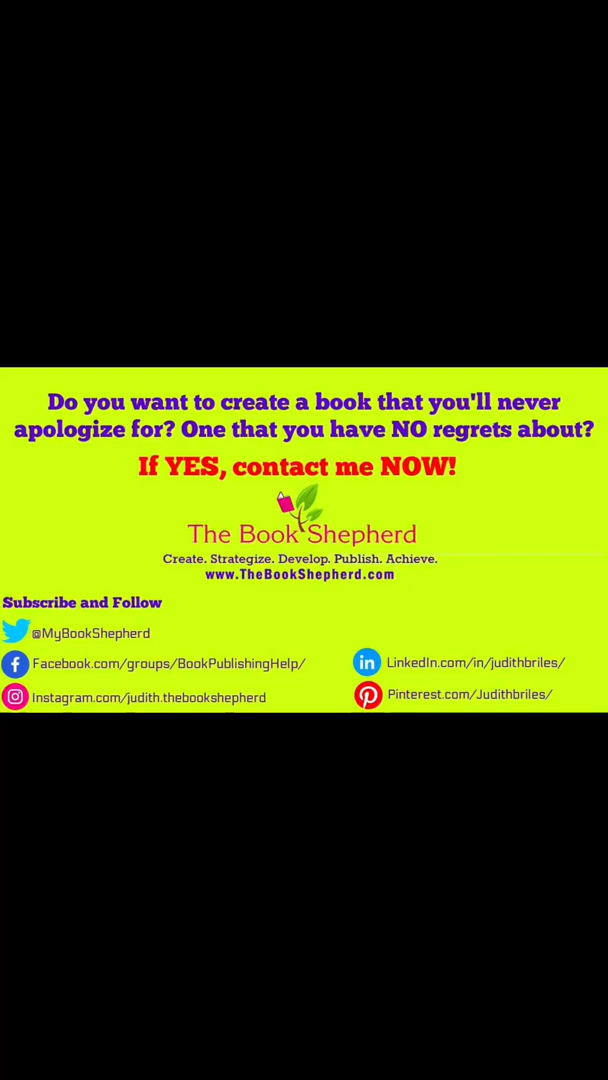 Do you want to create a book that you'll never
apologize for? One that you have NO regrets about?
If YES, contact me NOW!
The Book Shepherd
Create. Strategize. Develop. Publish. Achieve.
www.TheBookShepherd.com
Subscribe and Follow
@MyBookShepherd
Facebook.com/groups/BookPublishingHelp/
LinkedIn.com/in/judithbriles/
Instagram.com/judith.thebookshepherd
Pinterest.com/Judithbriles/